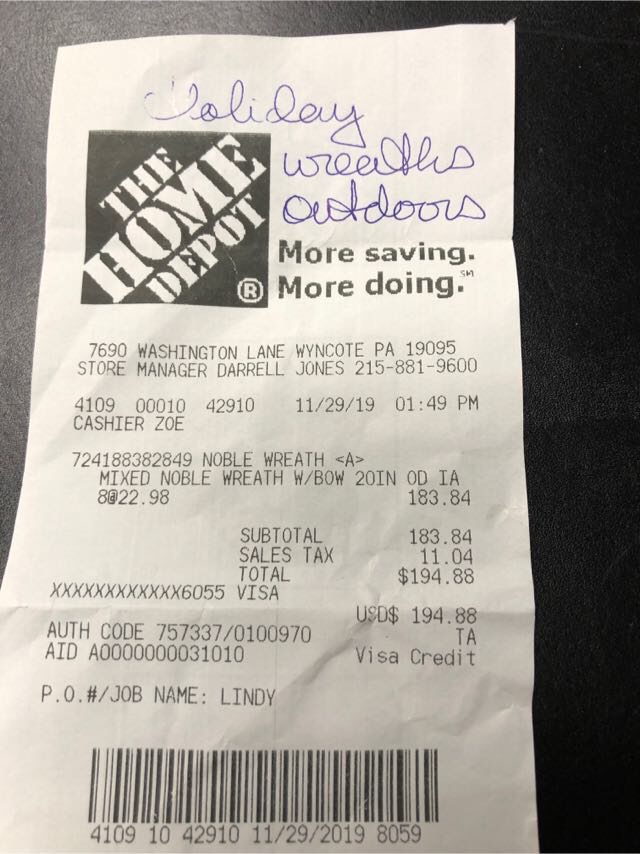 Holiday
wreaths
outdoors
THE
HOME
DEPOT
®
More saving.
More doing.℠
7690 WASHINGTON LANE WYNCOTE PA 19095
STORE MANAGER DARRELL JONES 215-881-9600
4109 00010 42910 11/29/19 01:49 PM
CASHIER ZOE
724188382849 NOBLE WREATH <A>
MIXED NOBLE WREATH W/BOW 20IN OD IA
8@22.98 183.84
SUBTOTAL 183.84
SALES TAX 11.04
TOTAL $194.88
XXXXXXXXXXXX6055 VISA
USD$ 194.88
AUTH CODE 757337/0100970 TA
AID A0000000031010 Visa Credit
P.O.#/JOB NAME: LINDY
4109 10 42910 11/29/2019 8059